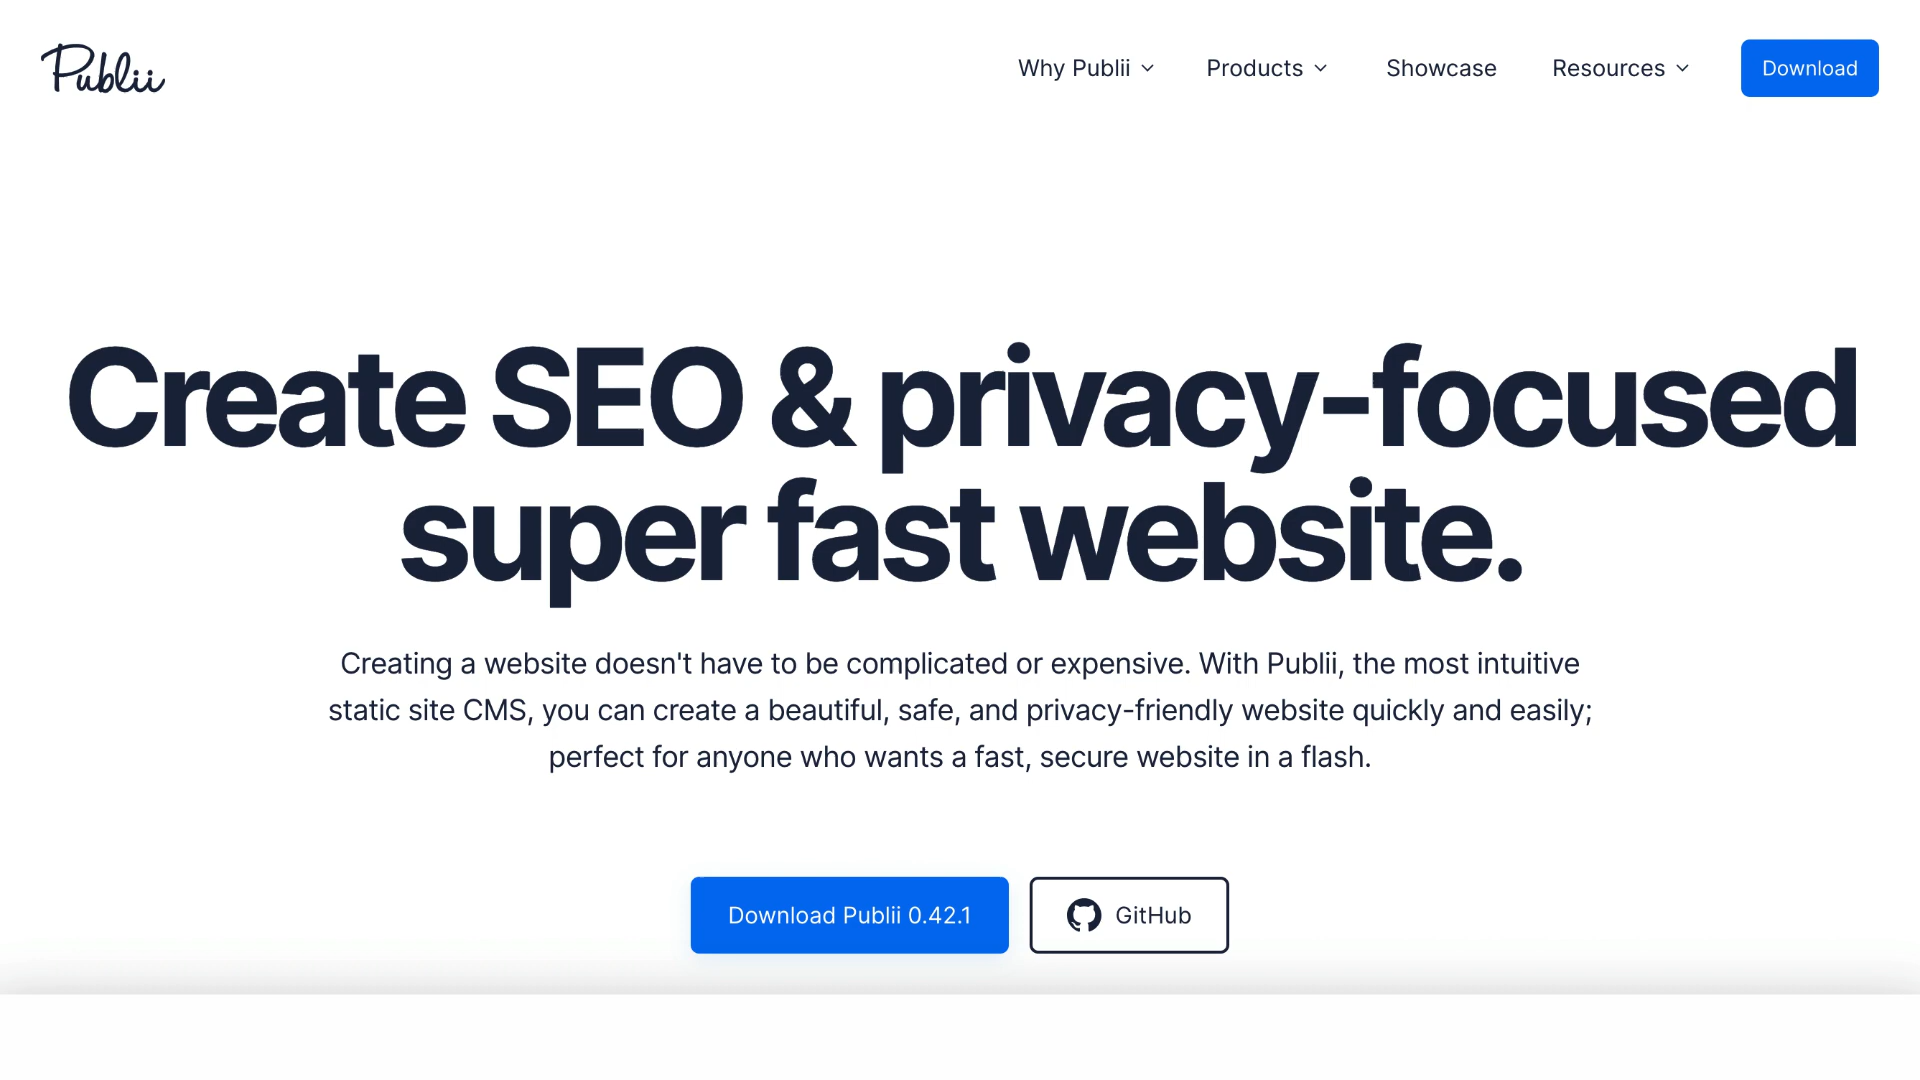 Publii
Why Publii
Products
Showcase
Resources
Download
Create SEO & privacy-focused
super fast website.
Creating a website doesn't have to be complicated or expensive. With Publii, the most intuitive
static site CMS, you can create a beautiful, safe, and privacy-friendly website quickly and easily;
perfect for anyone who wants a fast, secure website in a flash.
Download Publii 0.42.1
GitHub